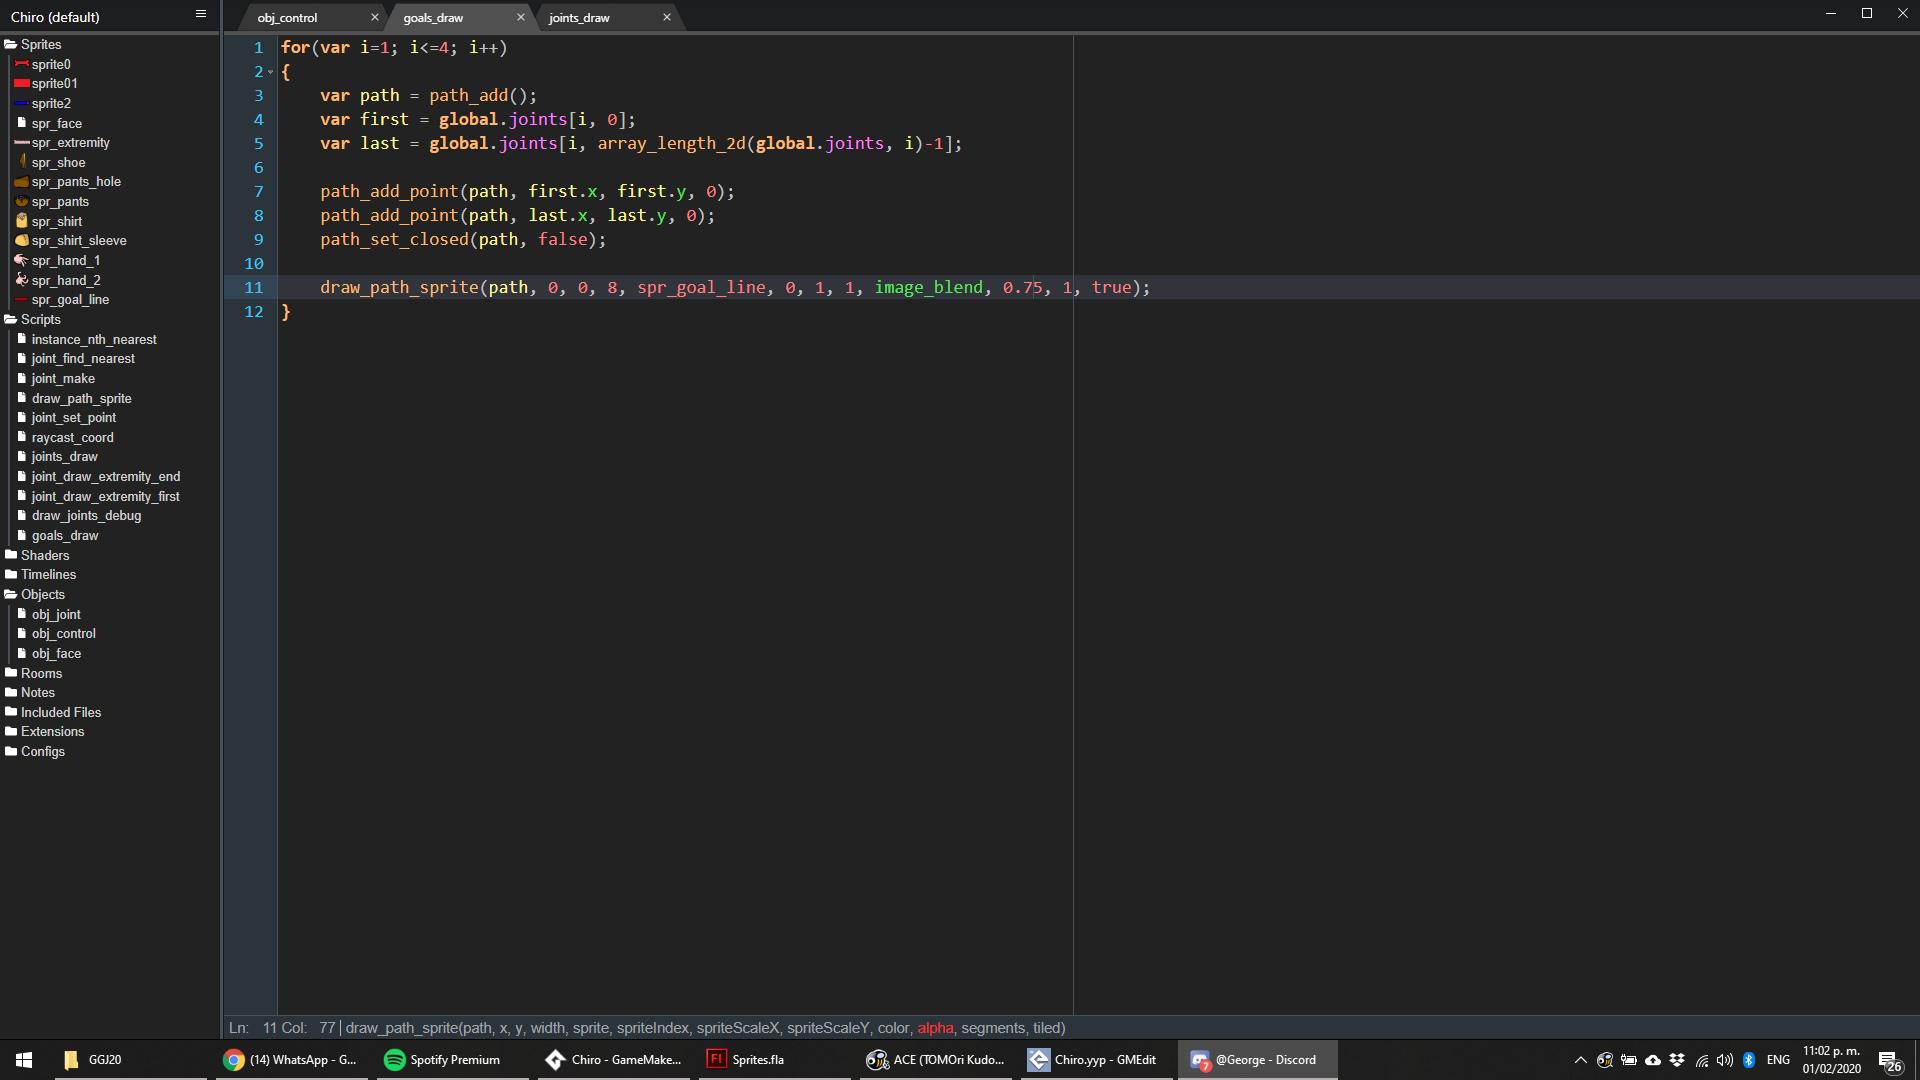 Chiro (default)
obj_control
goals_draw
joints_draw
Sprites
sprite0
sprite01
sprite2
spr_face
spr_extremity
spr_shoe
spr_pants_hole
spr_pants
spr_shirt
spr_shirt_sleeve
spr_hand_1
spr_hand_2
spr_goal_line
Scripts
instance_nth_nearest
joint_find_nearest
joint_make
draw_path_sprite
joint_set_point
raycast_coord
joints_draw
joint_draw_extremity_end
joint_draw_extremity_first
draw_joints_debug
goals_draw
Shaders
Timelines
Objects
obj_joint
obj_control
obj_face
Rooms
Notes
Included Files
Extensions
Configs
1 for(var i=1; i<=4; i++)
2 {
3 var path = path_add();
4 var first = global.joints[i, 0];
5 var last = global.joints[i, array_length_2d(global.joints, i)-1];
6
7 path_add_point(path, first.x, first.y, 0);
8 path_add_point(path, last.x, last.y, 0);
9 path_set_closed(path, false);
10
11 draw_path_sprite(path, 0, 0, 8, spr_goal_line, 0, 1, 1, image_blend, 0.75, 1, true);
12 }
Ln: 11 Col: 77 draw_path_sprite(path, x, y, width, sprite, spriteIndex, spriteScaleX, spriteScaleY, color, alpha, segments, tiled)
GGJ20
(14) WhatsApp - G...
Spotify Premium
Chiro - GameMake...
Fl
Sprites.fla
ACE (TOMOri Kudo...
Chiro.yyp - GMEdit
7
@George - Discord
ENG
11:02 p. m.
01/02/2020
26